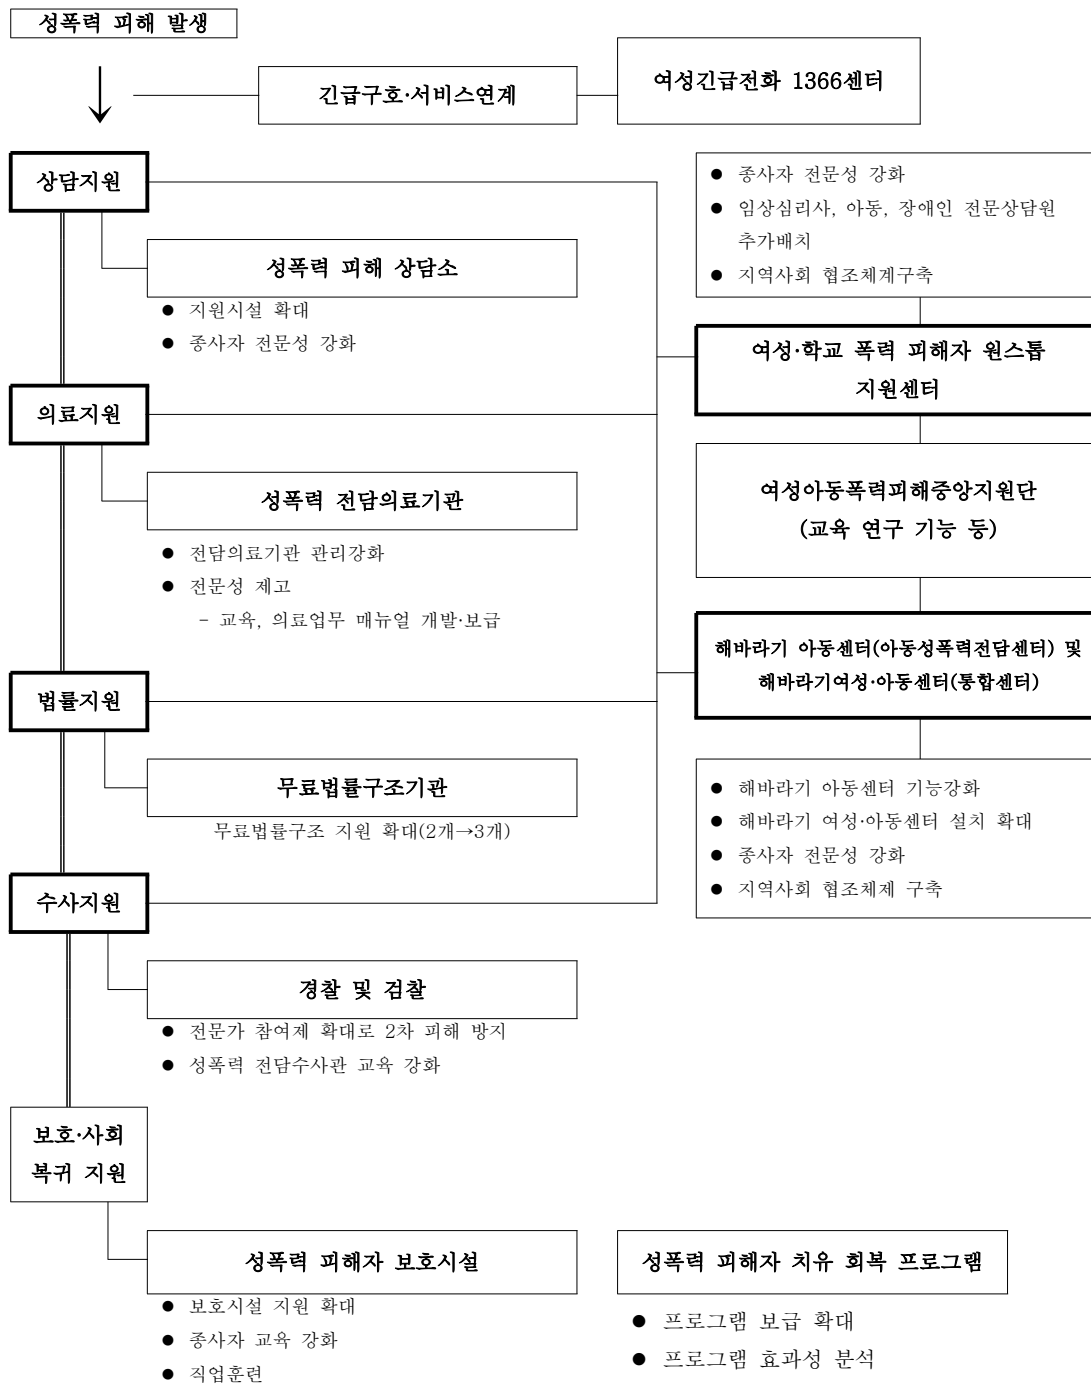 성폭력 피해 발생
긴급구호·서비스연계
여성긴급전화 1366센터
상담지원
성폭력 피해 상담소
● 지원시설 확대
● 종사자 전문성 강화
● 종사자 전문성 강화
● 임상심리사, 아동, 장애인 전문상담원
추가배치
● 지역사회 협조체계구축
여성·학교 폭력 피해자 원스톱
지원센터
의료지원
성폭력 전담의료기관
● 전담의료기관 관리강화
● 전문성 제고
- 교육, 의료업무 매뉴얼 개발·보급
여성아동폭력피해중앙지원단
(교육 연구 기능 등)
해바라기 아동센터(아동성폭력전담센터) 및
해바라기여성·아동센터(통합센터)
법률지원
무료법률구조기관
무료법률구조 지원 확대(2개→3개)
● 해바라기 아동센터 기능강화
● 해바라기 여성·아동센터 설치 확대
● 종사자 전문성 강화
● 지역사회 협조체제 구축
수사지원
경찰 및 검찰
● 전문가 참여제 확대로 2차 피해 방지
● 성폭력 전담수사관 교육 강화
보호·사회
복귀 지원
성폭력 피해자 보호시설
● 보호시설 지원 확대
● 종사자 교육 강화
● 직업훈련
성폭력 피해자 치유 회복 프로그램
● 프로그램 보급 확대
● 프로그램 효과성 분석